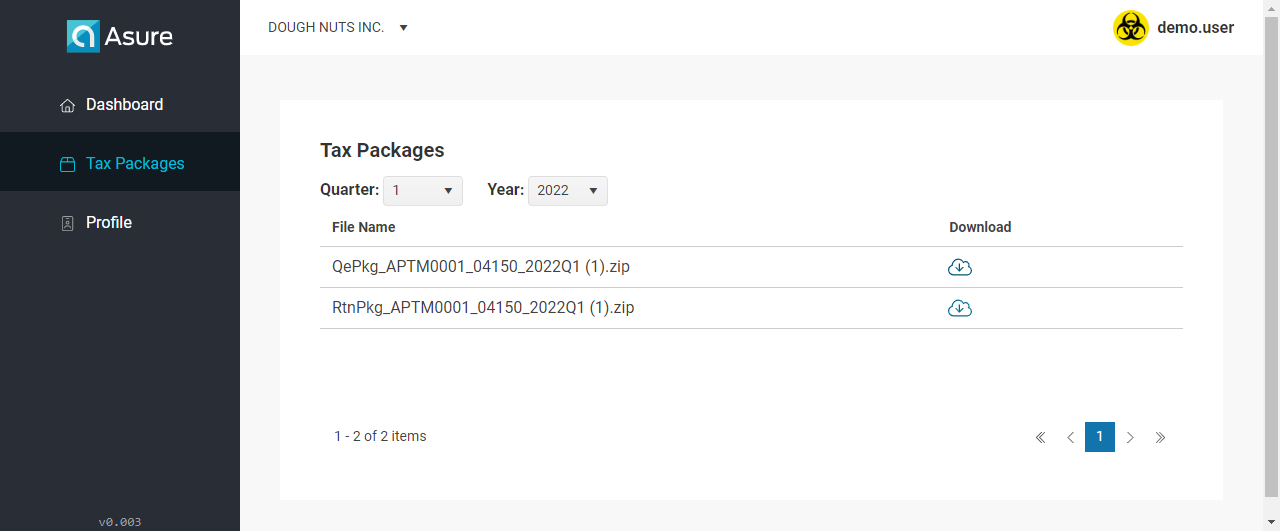 Asure
DOUGH NUTS INC.
demo.user
Dashboard
Tax Packages
Profile
v0.003
Tax Packages
Quarter: 1 Year: 2022
File Name Download
QePkg_APTM0001_04150_2022Q1 (1).zip
RtnPkg_APTM0001_04150_2022Q1 (1).zip
1 - 2 of 2 items
1